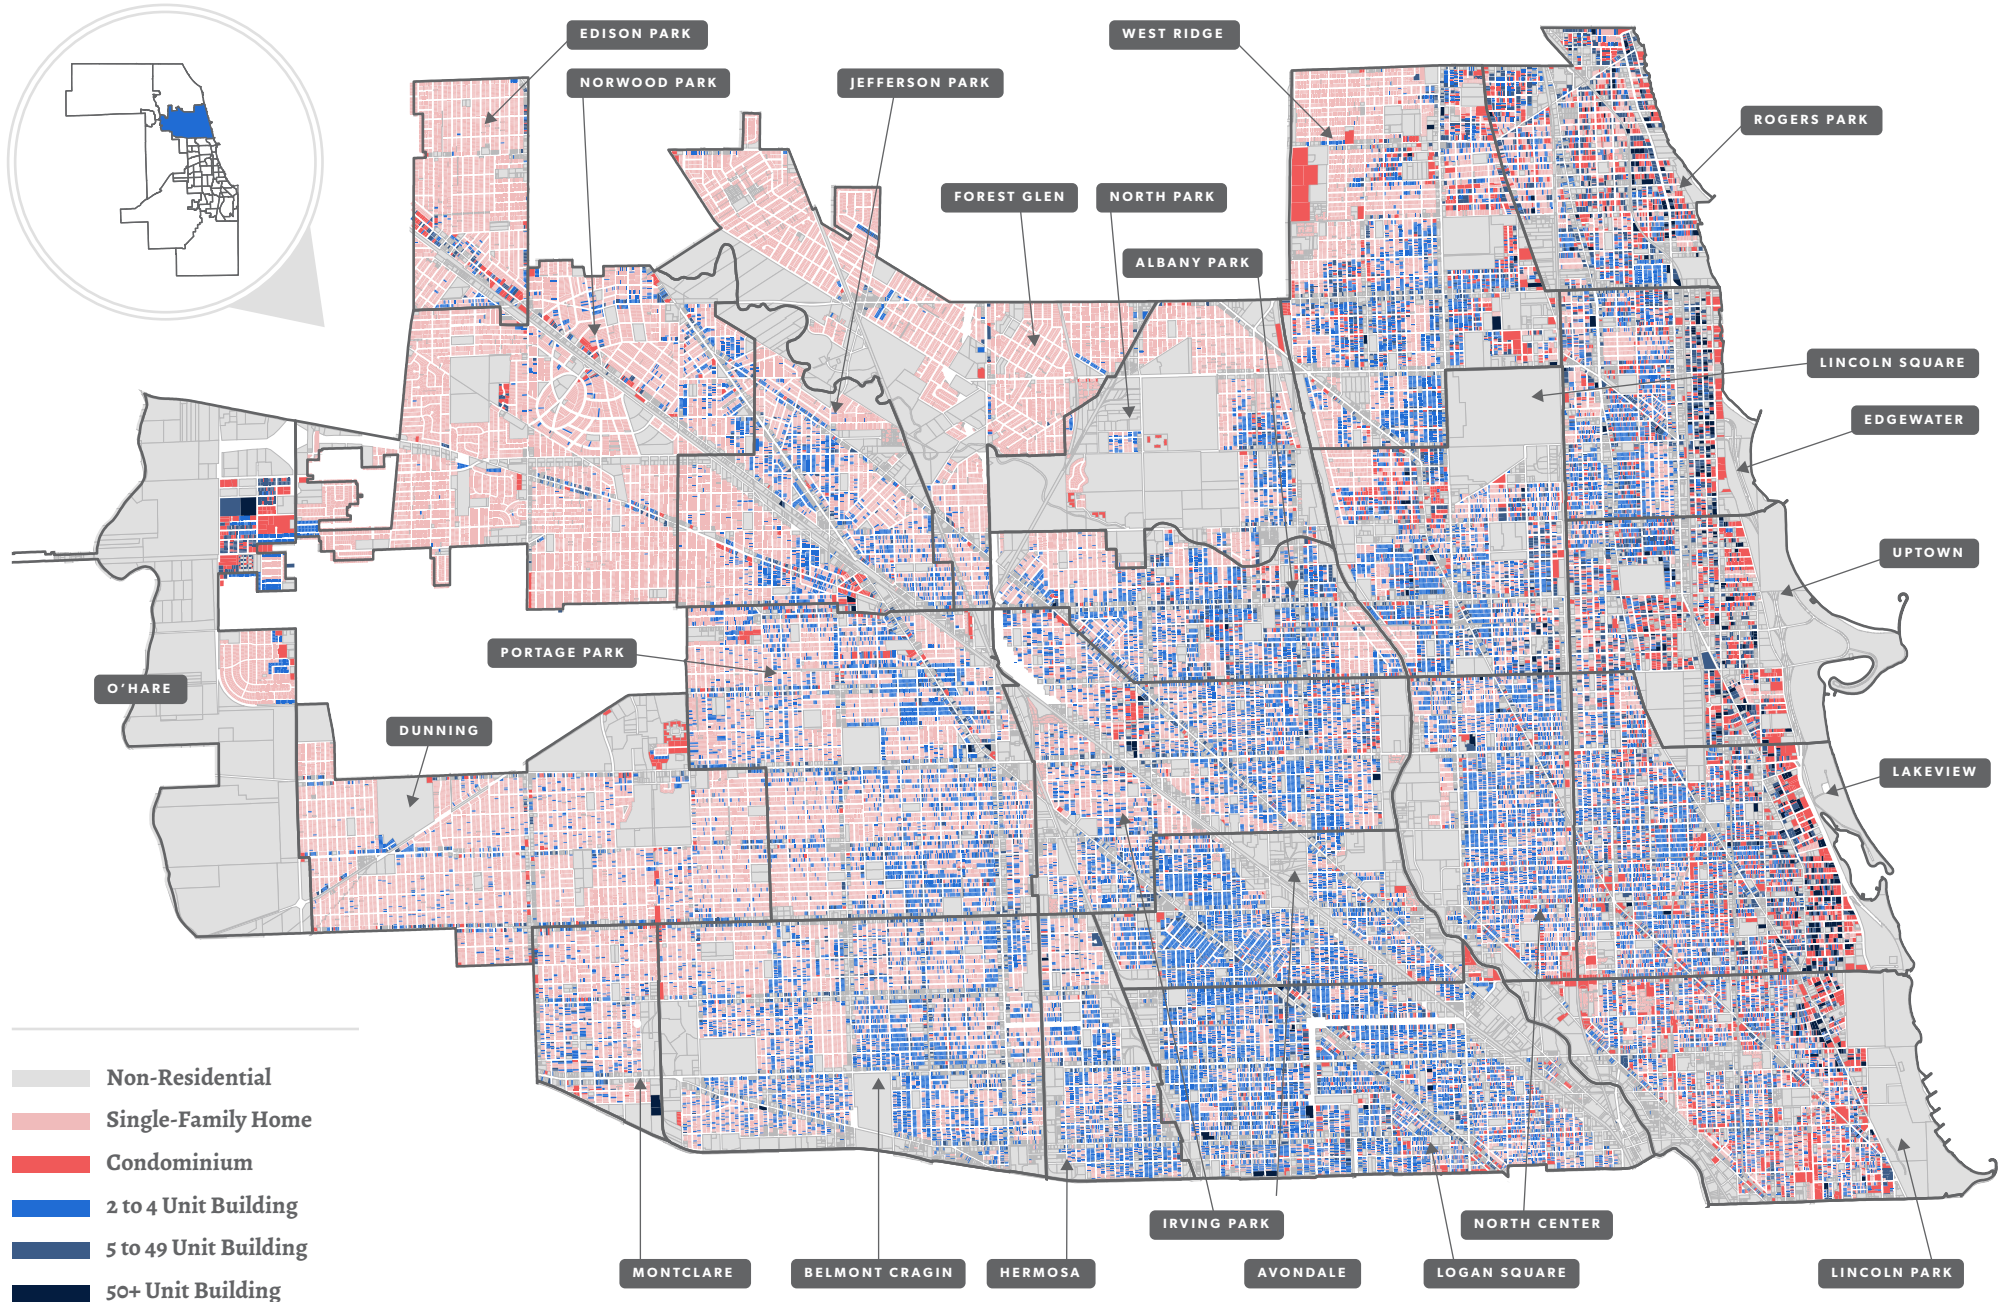 EDISON PARK
WEST RIDGE
NORWOOD PARK
JEFFERSON PARK
ROGERS PARK
FOREST GLEN
NORTH PARK
ALBANY PARK
LINCOLN SQUARE
EDGEWATER
UPTOWN
PORTAGE PARK
O'HARE
DUNNING
LAKEVIEW
Non-Residential
Single-Family Home
Condominium
2 to 4 Unit Building
5 to 49 Unit Building
50+ Unit Building
IRVING PARK
NORTH CENTER
MONTCLARE
BELMONT CRAGIN
HERMOSA
AVONDALE
LOGAN SQUARE
LINCOLN PARK